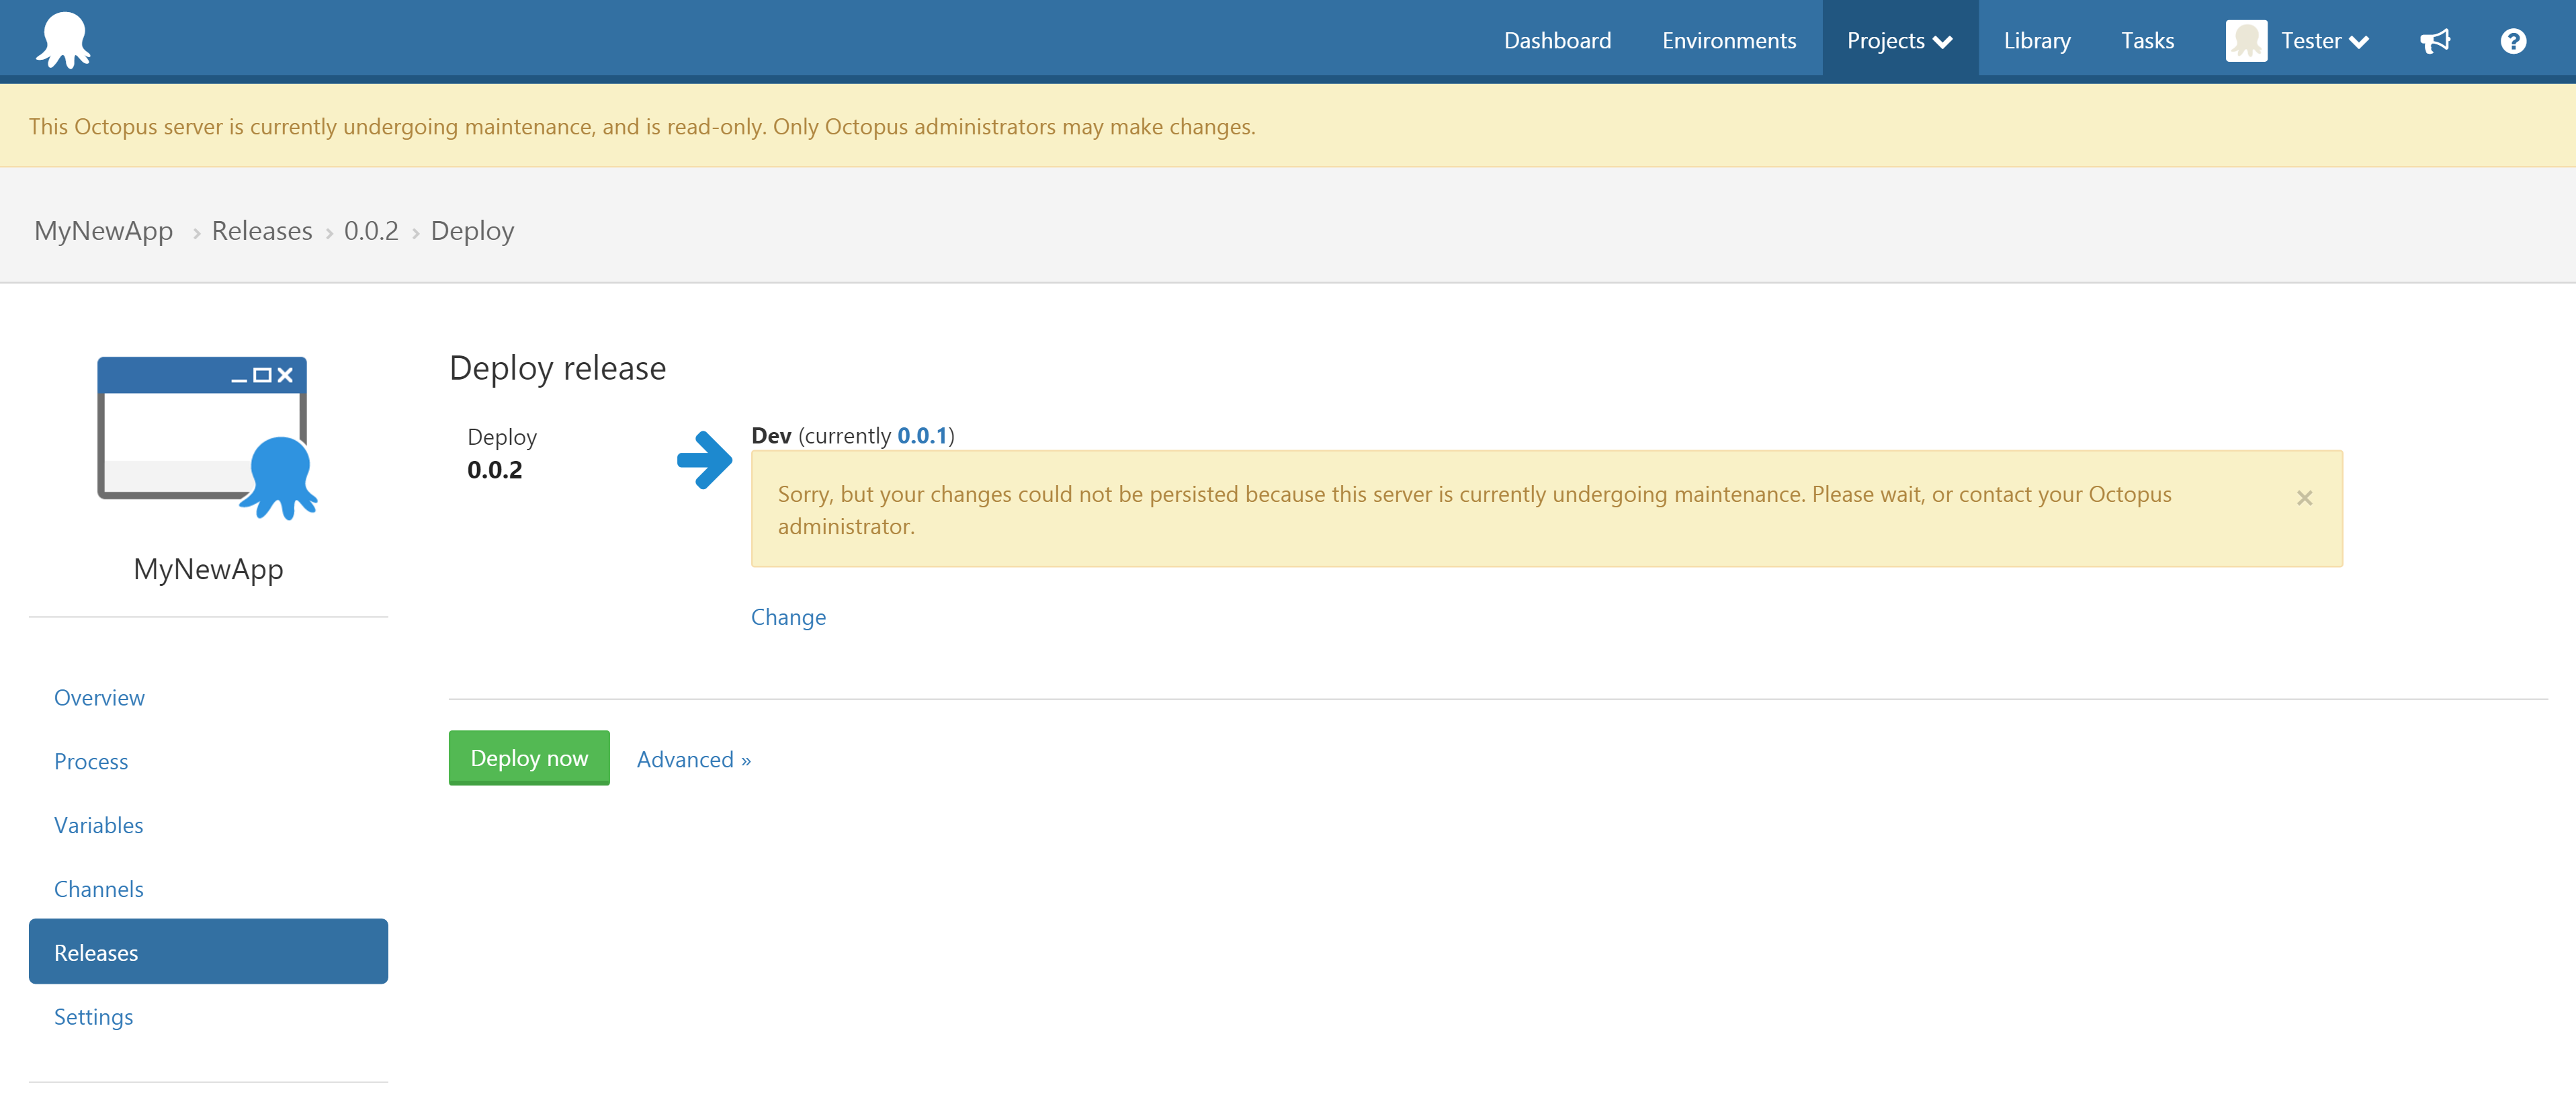 Dashboard Environments Projects Library Tasks Tester
This Octopus server is currently undergoing maintenance, and is read-only. Only Octopus administrators may make changes.
MyNewApp › Releases › 0.0.2 › Deploy
MyNewApp
Overview
Process
Variables
Channels
Releases
Settings
Deploy release
Deploy
0.0.2
Dev (currently 0.0.1)
Sorry, but your changes could not be persisted because this server is currently undergoing maintenance. Please wait, or contact your Octopus
administrator.
Change
Deploy now Advanced »